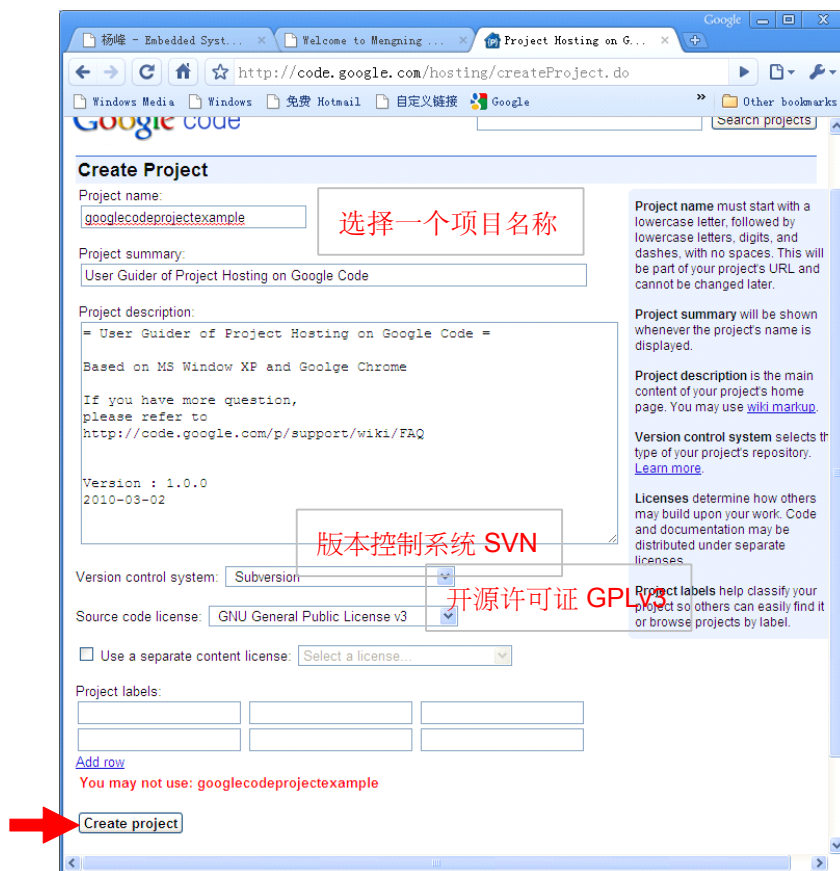 Google
杨峰 - Embedded Syst...
Welcome to Mengning ...
Project Hosting on G...
http://code.google.com/hosting/createProject.do
Windows Media
Windows
免费 Hotmail
自定义链接
Google
»
Other bookmarks
Google code
Search projects
Create Project
Project name:
googlecodeprojectexample
选择一个项目名称
Project summary:
User Guider of Project Hosting on Google Code
Project description:
= User Guider of Project Hosting on Google Code =
Based on MS Window XP and Goolge Chrome
If you have more question,
please refer to
http://code.google.com/p/support/wiki/FAQ
Version : 1.0.0
2010-03-02
版本控制系统 SVN
Version control system: Subversion
开源许可证 GPLv3
Source code license: GNU General Public License v3
Use a separate content license: Select a license...
Project labels:
Add row
You may not use: googlecodeprojectexample
Create project
Project name must start with a
lowercase letter, followed by
lowercase letters, digits, and
dashes, with no spaces. This will
be part of your project's URL and
cannot be changed later.
Project summary will be shown
whenever the project's name is
displayed.
Project description is the main
content of your project's home
page. You may use wiki markup.
Version control system selects th
type of your project's repository.
Learn more.
Licenses determine how others
may build upon your work. Code
and documentation may be
distributed under separate
licenses.
Project labels help classify your
project so others can easily find it
or browse projects by label.